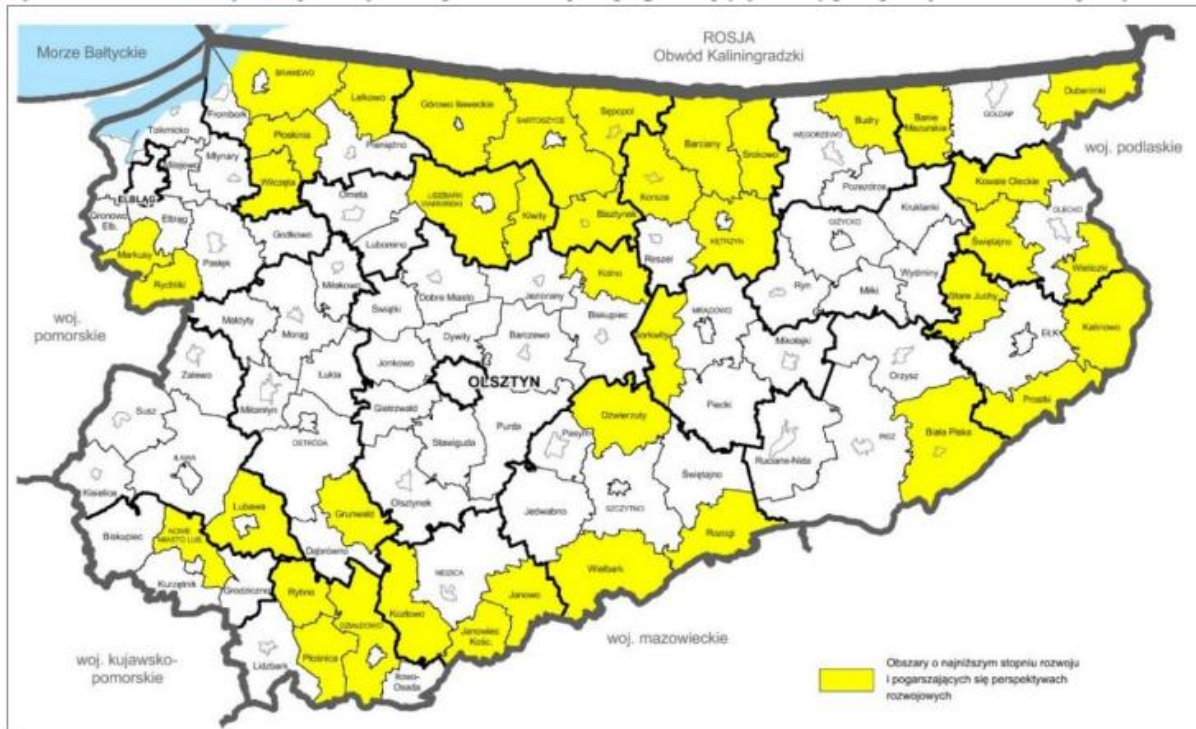 Morze Bałtyckie
ROSJA
Obwód Kaliningradzki
woj. podlaskie
woj.
pomorskie
woj. kujawsko-
pomorskie
woj. mazowieckie
BRANIEWO
Lelkowo
Górowo Iławeckie
BARTOSZYCE
Sępopol
Barciany
Srokowo
WĘGORZEWO
Budry
Banie
Mazurskie
GOŁDAP
Dubeninki
Frombork
Tolkmicko
Płoskinia
Pieniężno
Młynary
Milejewo
Wilczęta
ELBLĄG
Gronowo
Elb.
Elbląg
Orneta
LIDZBARK
WARMIŃSKI
Kiwity
Bisztynek
Korsze
KĘTRZYN
Pozezdrze
Kruklanki
Kowale Oleckie
OLECKO
Markusy
Pasłęk
Godkowo
Lubomino
Reszel
GIŻYCKO
Świętajno
Wieliczki
Rychliki
Miłakowo
Dobre Miasto
Jeziorany
Kolno
Ryn
Miłki
Wydminy
Stare Juchy
Małdyty
Morąg
Świątki
Dywity
Barczewo
Biskupiec
Sorkwity
MRĄGOWO
Mikołajki
EŁK
Kalinowo
Zalewo
Łukta
Jonkowo
OLSZTYN
Orzysz
Susz
Miłomłyn
Gietrzwałd
Dźwierzuty
Piecki
Prostki
OSTRÓDA
Stawiguda
Purda
Pasym
Ruciane-Nida
PISZ
Biała Piska
IŁAWA
Kisielice
Olsztynek
Świętajno
SZCZYTNO
Jedwabno
Lubawa
Grunwald
Rozogi
Biskupiec
NOWE
MIASTO LUB.
Dąbrówno
NIDZICA
Wielbark
Kurzętnik
Grodziczno
Rybno
DZIAŁDOWO
Kozłowo
Janowo
Janowiec
Kośc.
Płośnica
Lidzbark
Iłowo-
Osada
Obszary o najniższym stopniu rozwoju
i pogarszających się perspektywach
rozwojowych